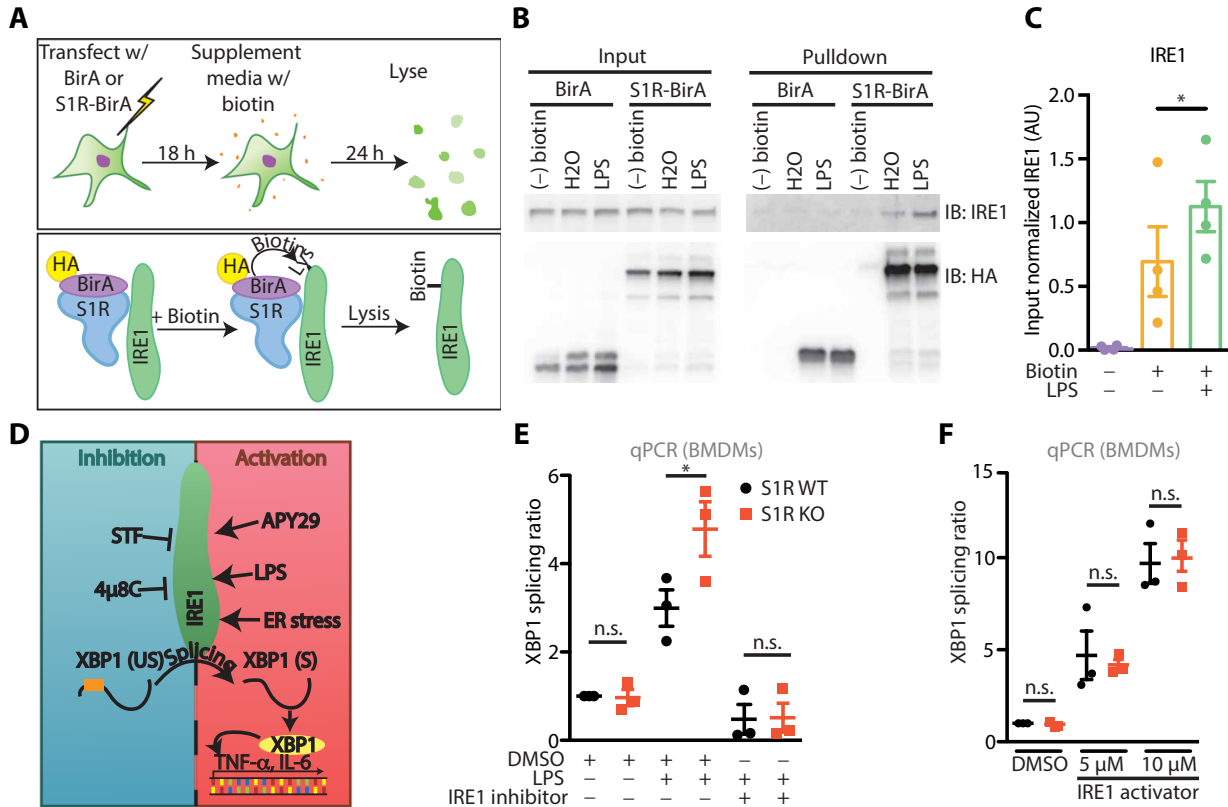 A
Transfect w/
BirA or
S1R-BirA
Supplement
media w/
biotin
Lyse
18 h
24 h
HA
BirA
S1R
IRE1
+ Biotin
HA
Biotins
Lys
BirA
S1R
IRE1
Lysis
Biotin
IRE1
B
Input
Pulldown
BirA
S1R-BirA
BirA
S1R-BirA
(–) biotin
H2O
LPS
(–) biotin
H2O
LPS
(–) biotin
H2O
LPS
(–) biotin
H2O
LPS
IB: IRE1
IB: HA
C
IRE1
Input normalized IRE1 (AU)
2.0
1.5
1.0
0.5
0.0
*
Biotin – + +
LPS – – +
D
Inhibition
Activation
STF
APY29
4µ8C
LPS
IRE1
ER stress
XBP1 (US)
Splicing
XBP1 (S)
XBP1
TNF-α, IL-6
E
qPCR (BMDMs)
XBP1 splicing ratio
6
4
2
0
n.s.
*
n.s.
S1R WT
S1R KO
DMSO + + + + – –
LPS – – + + + +
IRE1 inhibitor – – – – + +
F
qPCR (BMDMs)
XBP1 splicing ratio
15
10
5
0
n.s.
n.s.
n.s.
DMSO
5 µM
10 µM
IRE1 activator